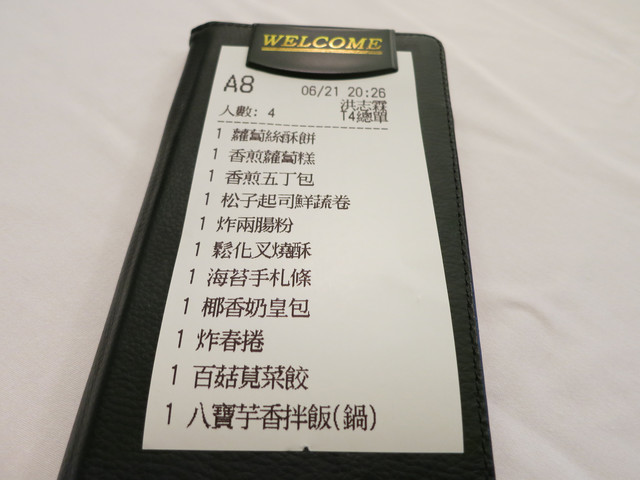 WELCOME
A8 06/21 20:26
洪志霖
人數: 4 T4總單
1 蘿蔔絲酥餅
1 香煎蘿蔔糕
1 香煎五丁包
1 松子起司鮮蔬卷
1 炸兩腸粉
1 鬆化叉燒酥
1 海苔手札條
1 椰香奶皇包
1 炸春捲
1 百菇莧菜餃
1 八寶芋香拌飯(鍋)